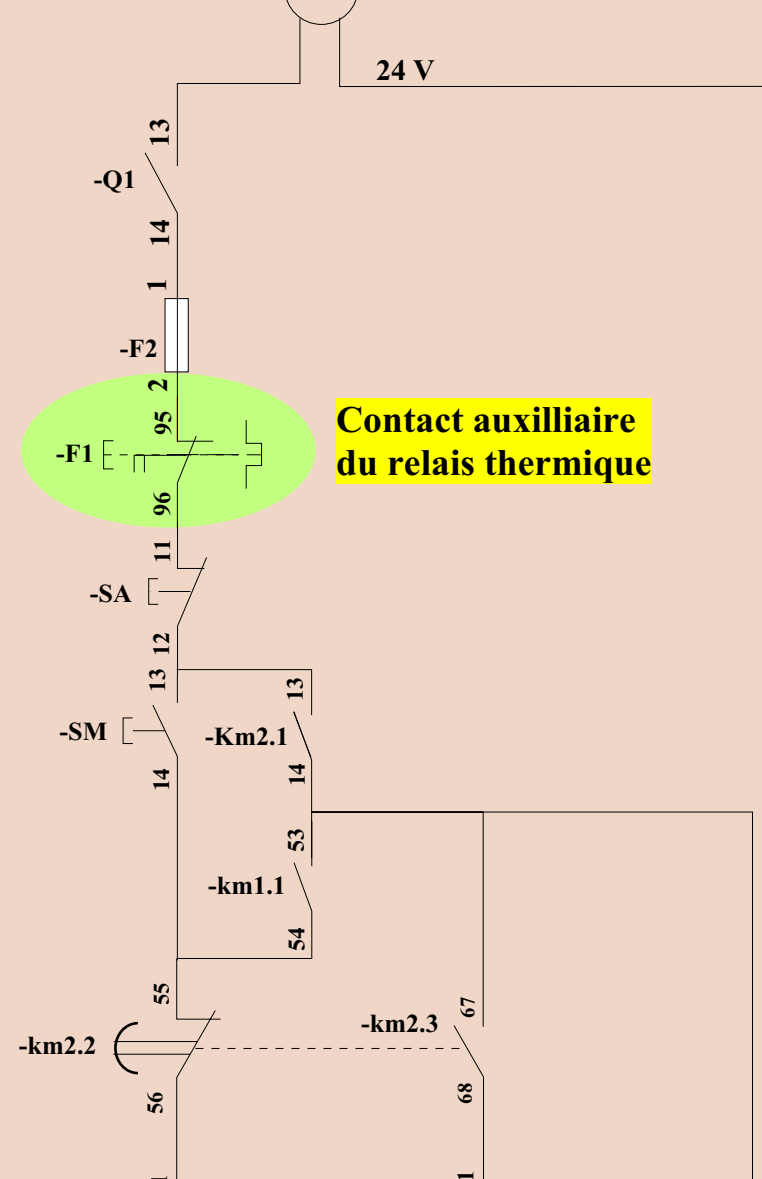 24 V
13
-Q1
14
1
-F2
2
95
-F1
Contact auxilliaire
du relais thermique
96
11
-SA
12
13
13
-SM
-Km2.1
14
14
53
-km1.1
54
55
67
-km2.3
-km2.2
56
68